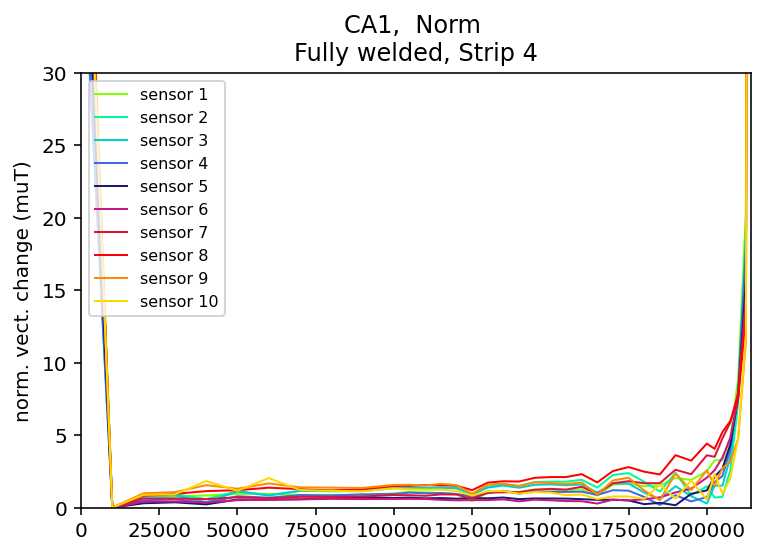 CA1,  Norm
Fully welded, Strip 4
norm. vect. change (muT)
30
25
20
15
10
5
0
sensor 1
sensor 2
sensor 3
sensor 4
sensor 5
sensor 6
sensor 7
sensor 8
sensor 9
sensor 10
0 25000 50000 75000 100000 125000 150000 175000 200000